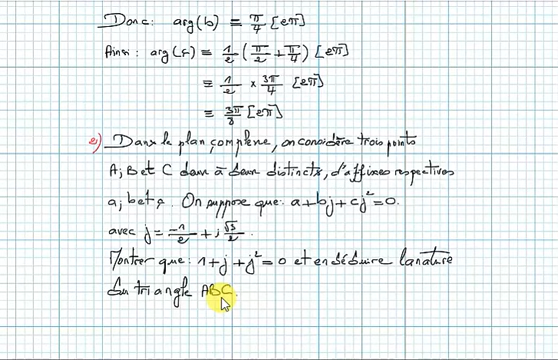 Donc: arg(b) ≡ π/4 [2π]
Ainsi: arg(c) ≡ 1/2 (π/2 + π/4) [2π]
≡ 1/2 × 3π/4 [2π]
≡ 3π/8 [2π]
2) Dans le plan complexe, on considère trois points
A; B et C deux à deux distincts, d'affixes respectives
a; b et c. On suppose que: a + bj + cj² = 0.
avec j = -1/2 + i √3/2
Montrer que: 1 + j + j² = 0 et en déduire la nature
du triangle ABC.